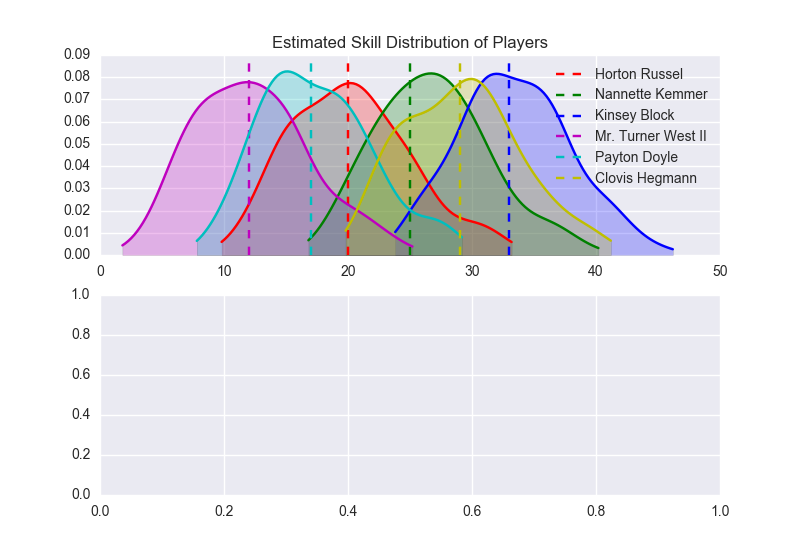 Estimated Skill Distribution of Players
0.09
0.08
0.07
0.06
0.05
0.04
0.03
0.02
0.01
0.00
0 10 20 30 40 50
Horton Russel
Nannette Kemmer
Kinsey Block
Mr. Turner West II
Payton Doyle
Clovis Hegmann
1.0
0.8
0.6
0.4
0.2
0.0
0.0 0.2 0.4 0.6 0.8 1.0